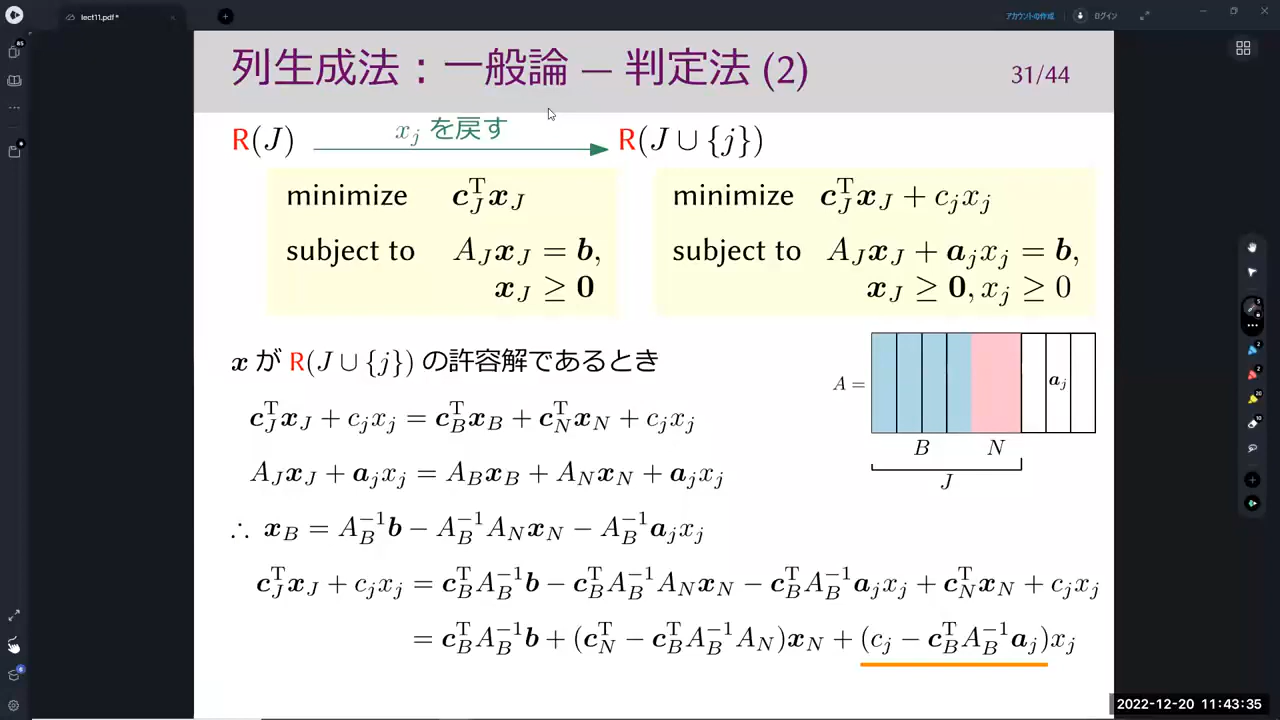 lect11.pdf*
アカウントの作成
ログイン
列生成法：一般論 — 判定法 (2)
31/44
R(J) x_j を戻す R(J ∪ {j})
minimize c_J^T x_J
subject to A_J x_J = b,
x_J ≥ 0
minimize c_J^T x_J + c_j x_j
subject to A_J x_J + a_j x_j = b,
x_J ≥ 0, x_j ≥ 0
x が R(J ∪ {j}) の許容解であるとき
c_J^T x_J + c_j x_j = c_B^T x_B + c_N^T x_N + c_j x_j
A_J x_J + a_j x_j = A_B x_B + A_N x_N + a_j x_j
∴ x_B = A_B^{-1} b − A_B^{-1} A_N x_N − A_B^{-1} a_j x_j
c_J^T x_J + c_j x_j = c_B^T A_B^{-1} b − c_B^T A_B^{-1} A_N x_N − c_B^T A_B^{-1} a_j x_j + c_N^T x_N + c_j x_j
= c_B^T A_B^{-1} b + (c_N^T − c_B^T A_B^{-1} A_N) x_N + (c_j − c_B^T A_B^{-1} a_j) x_j
A =
a_j
B N
J
2022-12-20 11:43:35